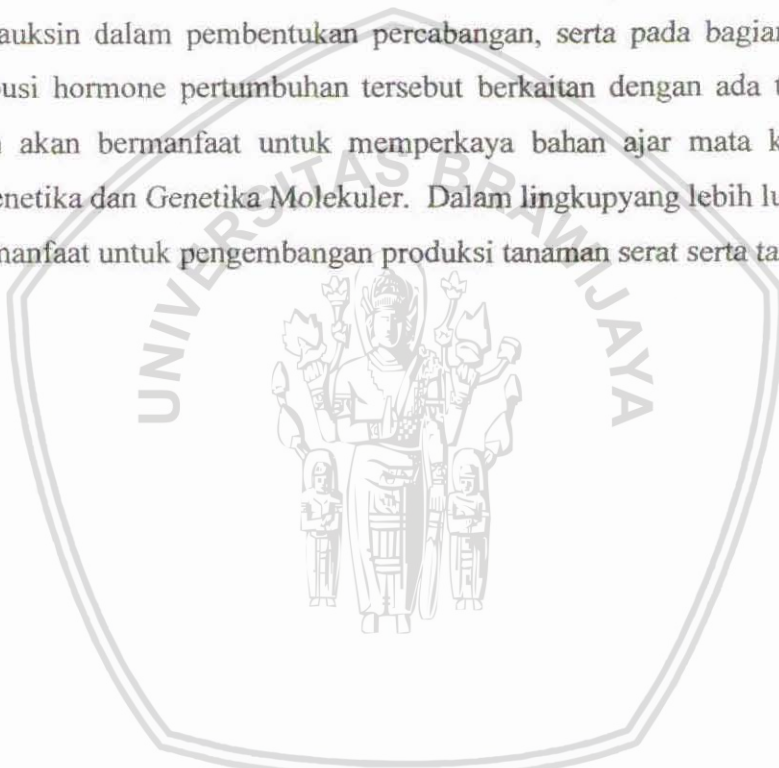 auksin dalam pembentukan percabangan, serta pada bagian
busi hormone pertumbuhan tersebut berkaitan dengan ada t
akan bermanfaat untuk memperkaya bahan ajar mata k
enetika dan Genetika Molekuler. Dalam lingkupyang lebih lu
manfaat untuk pengembangan produksi tanaman serat serta ta
UNIVERSITAS BRAWIJAYA